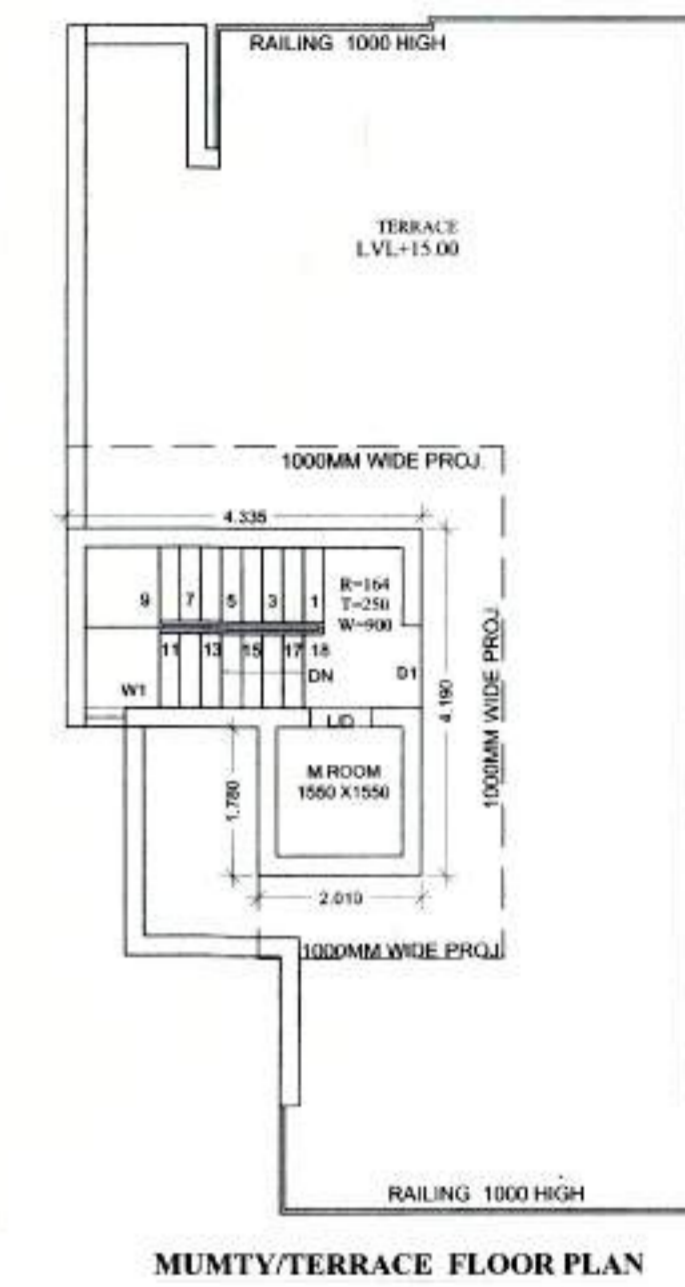 RAILING 1000 HIGH
TERRACE
LVL+15.00
1000MM WIDE PROJ.
4.335
9 7 5 3 1
R=164
T=250
W=900
11 13 15 17 18
DN
D1
W1
4.190
1000MM WIDE PROJ.
L/D
M.ROOM
1550 X1550
1.780
2.010
1000MM WIDE PROJ.
RAILING 1000 HIGH
MUMTY/TERRACE FLOOR PLAN